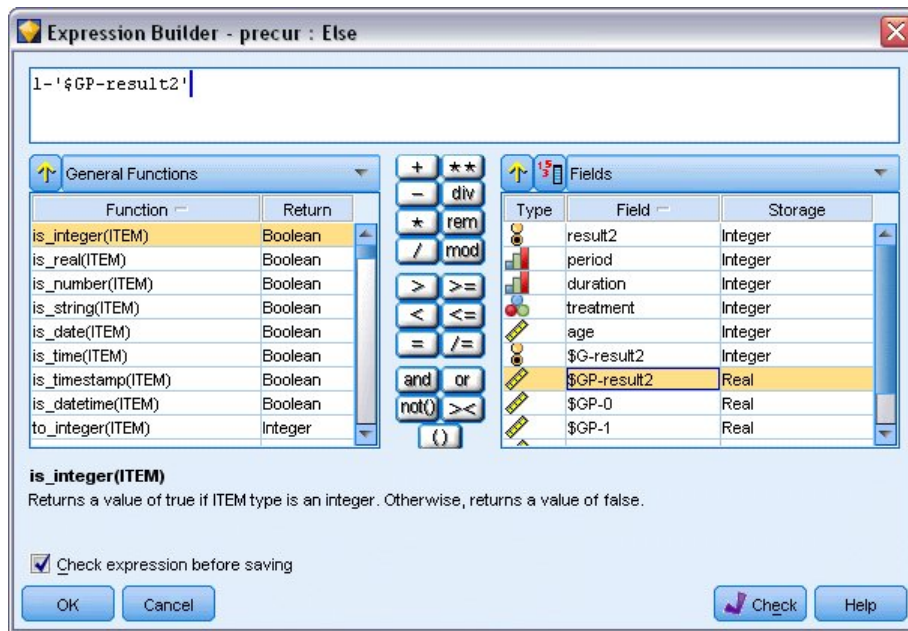 Expression Builder - precur : Else
1-'$GP-result2'
General Functions
Function Return
is_integer(ITEM) Boolean
is_real(ITEM) Boolean
is_number(ITEM) Boolean
is_string(ITEM) Boolean
is_date(ITEM) Boolean
is_time(ITEM) Boolean
is_timestamp(ITEM) Boolean
is_datetime(ITEM) Boolean
to_integer(ITEM) Integer
+ **
- div
* rem
/ mod
> >=
< <=
= /=
and or
not() ><
()
Fields
Type Field Storage
result2 Integer
period Integer
duration Integer
treatment Integer
age Integer
$G-result2 Integer
$GP-result2 Real
$GP-0 Real
$GP-1 Real
is_integer(ITEM)
Returns a value of true if ITEM type is an integer. Otherwise, returns a value of false.
Check expression before saving
OK Cancel Check Help